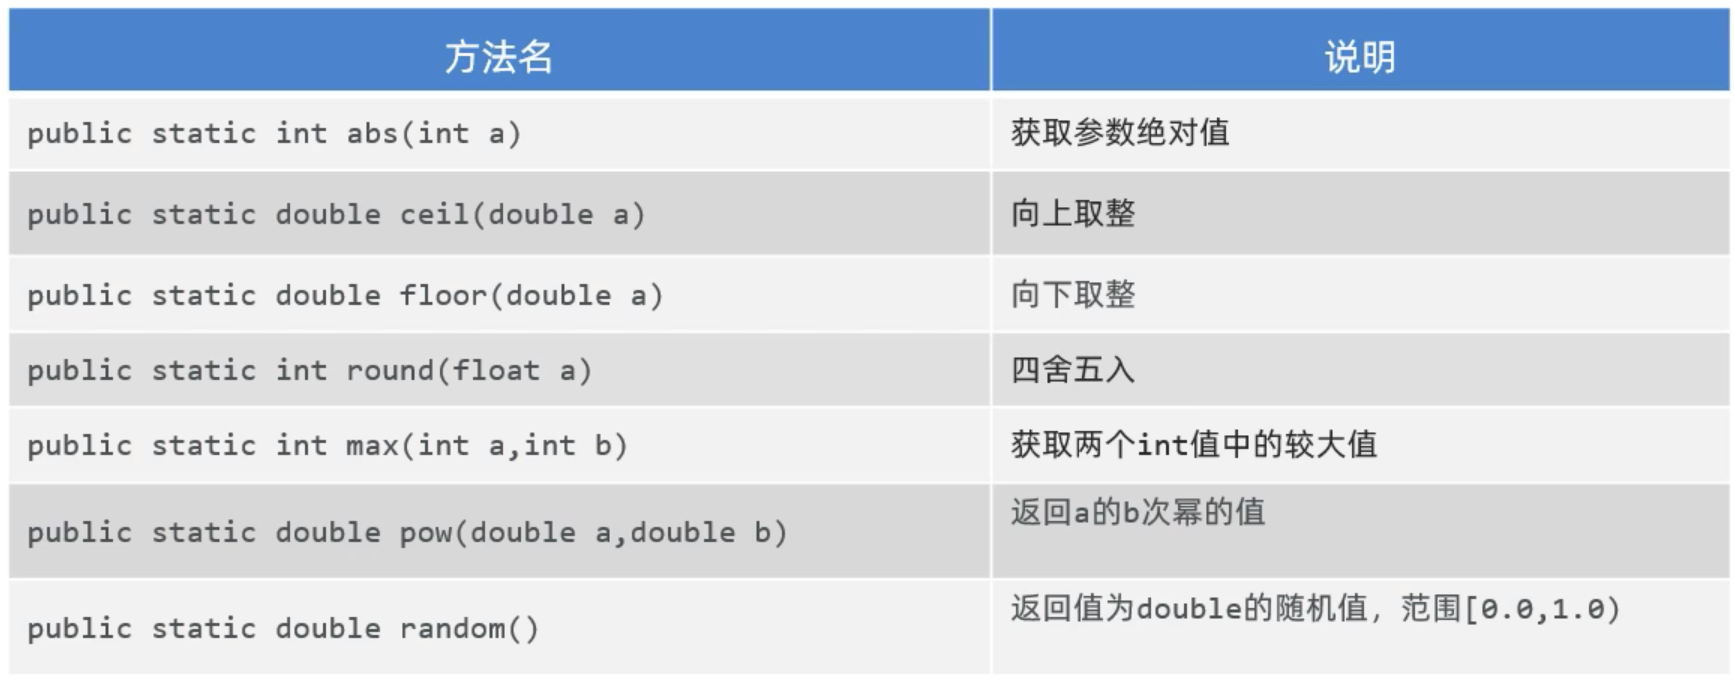 方法名 说明
public static int abs(int a) 获取参数绝对值
public static double ceil(double a) 向上取整
public static double floor(double a) 向下取整
public static int round(float a) 四舍五入
public static int max(int a,int b) 获取两个int值中的较大值
public static double pow(double a,double b) 返回a的b次幂的值
public static double random() 返回值为double的随机值，范围[0.0,1.0)